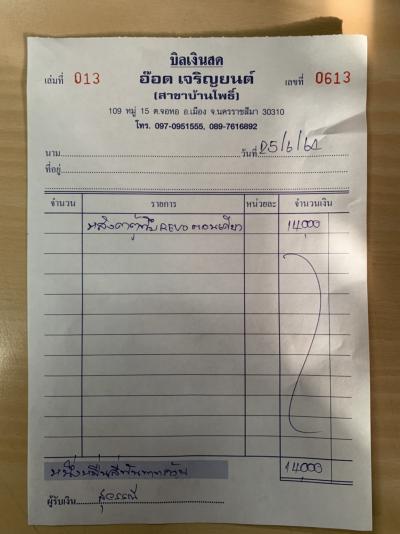 บิลเงินสด
เล่มที่ 013 อ๊อด เจริญยนต์ เลขที่ 0613
(สาขาบ้านโพธิ์)
109 หมู่ 15 ต.จอหอ อ.เมือง จ.นครราชสีมา 30310
โทร. 097-0951555, 089-7616892
นาม วันที่ 25/6/64
ที่อยู่
จำนวน รายการ หน่วยละ จำนวนเงิน
หลังคาตู้ทึบ REVO ตอนเดียว 14,000
หนึ่งหมื่นสี่พันบาทถ้วน 14,000
ผู้รับเงิน สุวรรณี